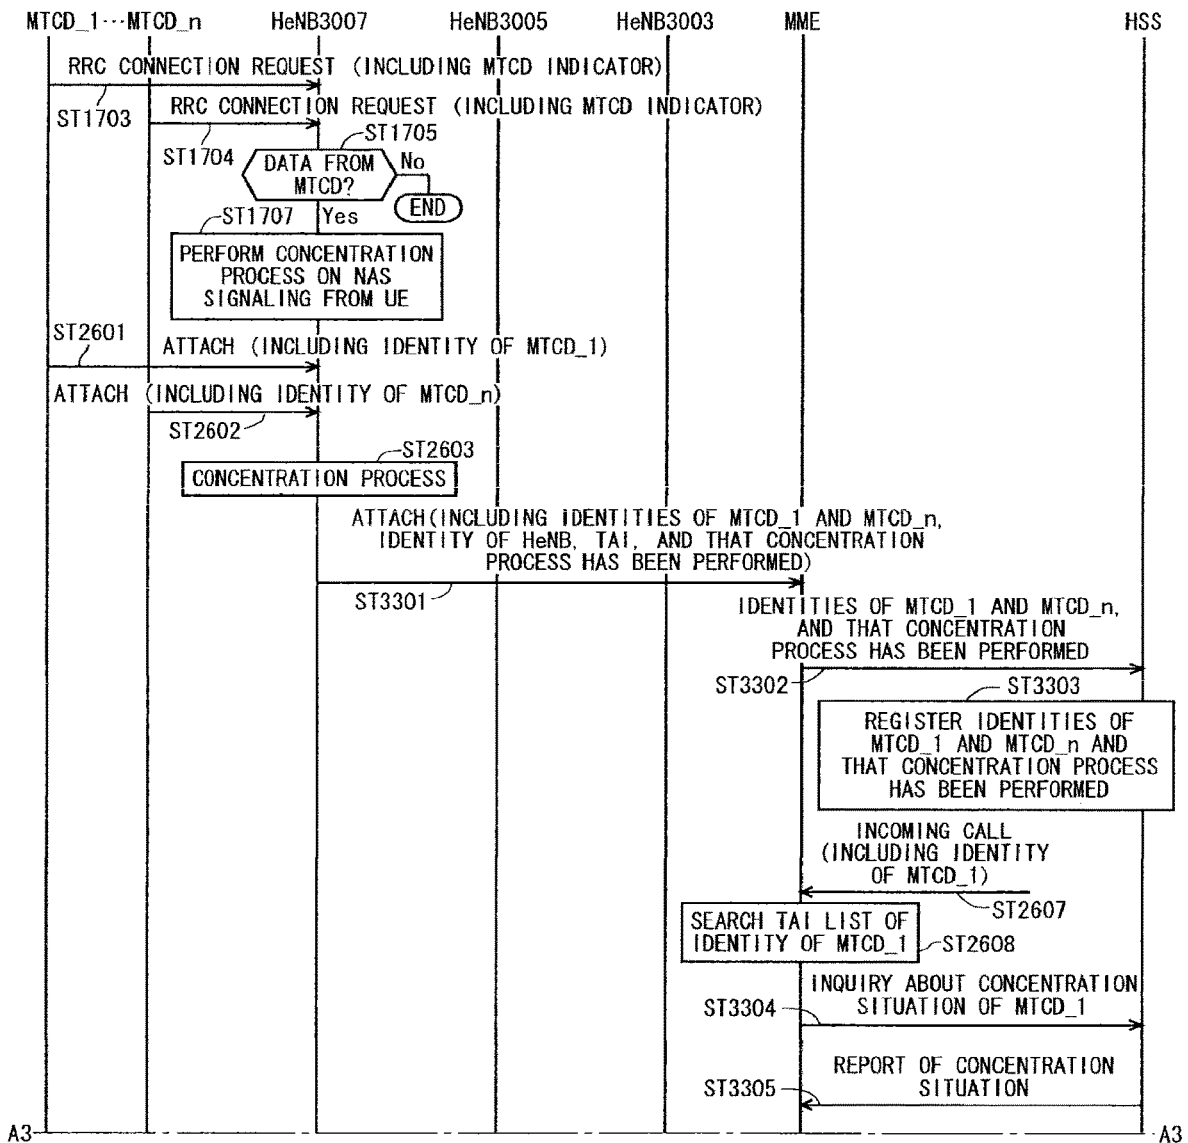 MTCD_1···MTCD_n HeNB3007 HeNB3005 HeNB3003 MME HSS
RRC CONNECTION REQUEST (INCLUDING MTCD INDICATOR)
ST1703
RRC CONNECTION REQUEST (INCLUDING MTCD INDICATOR)
ST1704
ST1705
DATA FROM
MTCD?
No
END
ST1707
Yes
PERFORM CONCENTRATION
PROCESS ON NAS
SIGNALING FROM UE
ST2601
ATTACH (INCLUDING IDENTITY OF MTCD_1)
ATTACH (INCLUDING IDENTITY OF MTCD_n)
ST2602
ST2603
CONCENTRATION PROCESS
ATTACH(INCLUDING IDENTITIES OF MTCD_1 AND MTCD_n,
IDENTITY OF HeNB, TAI, AND THAT CONCENTRATION
PROCESS HAS BEEN PERFORMED)
ST3301
IDENTITIES OF MTCD_1 AND MTCD_n,
AND THAT CONCENTRATION
PROCESS HAS BEEN PERFORMED
ST3302
ST3303
REGISTER IDENTITIES OF
MTCD_1 AND MTCD_n AND
THAT CONCENTRATION PROCESS
HAS BEEN PERFORMED
INCOMING CALL
(INCLUDING IDENTITY
OF MTCD_1)
ST2607
SEARCH TAI LIST OF
IDENTITY OF MTCD_1
ST2608
INQUIRY ABOUT CONCENTRATION
SITUATION OF MTCD_1
ST3304
REPORT OF CONCENTRATION
SITUATION
ST3305
A3 A3